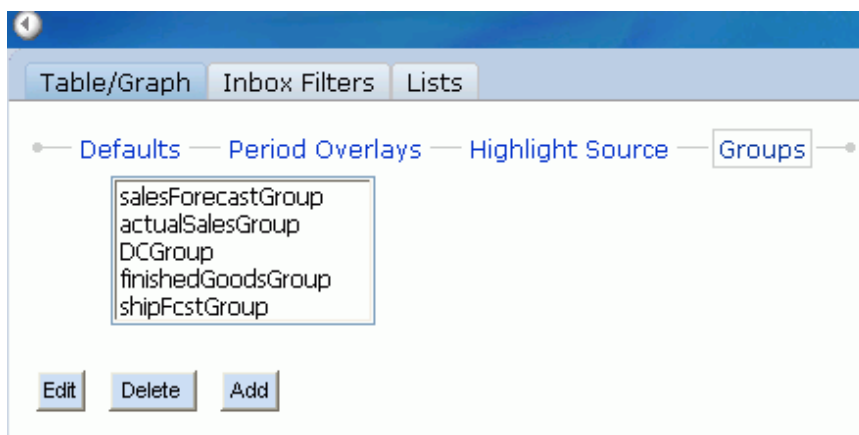 Table/Graph Inbox Filters Lists
Defaults Period Overlays Highlight Source Groups
salesForecastGroup
actualSalesGroup
DCGroup
finishedGoodsGroup
shipFcstGroup
Edit Delete Add